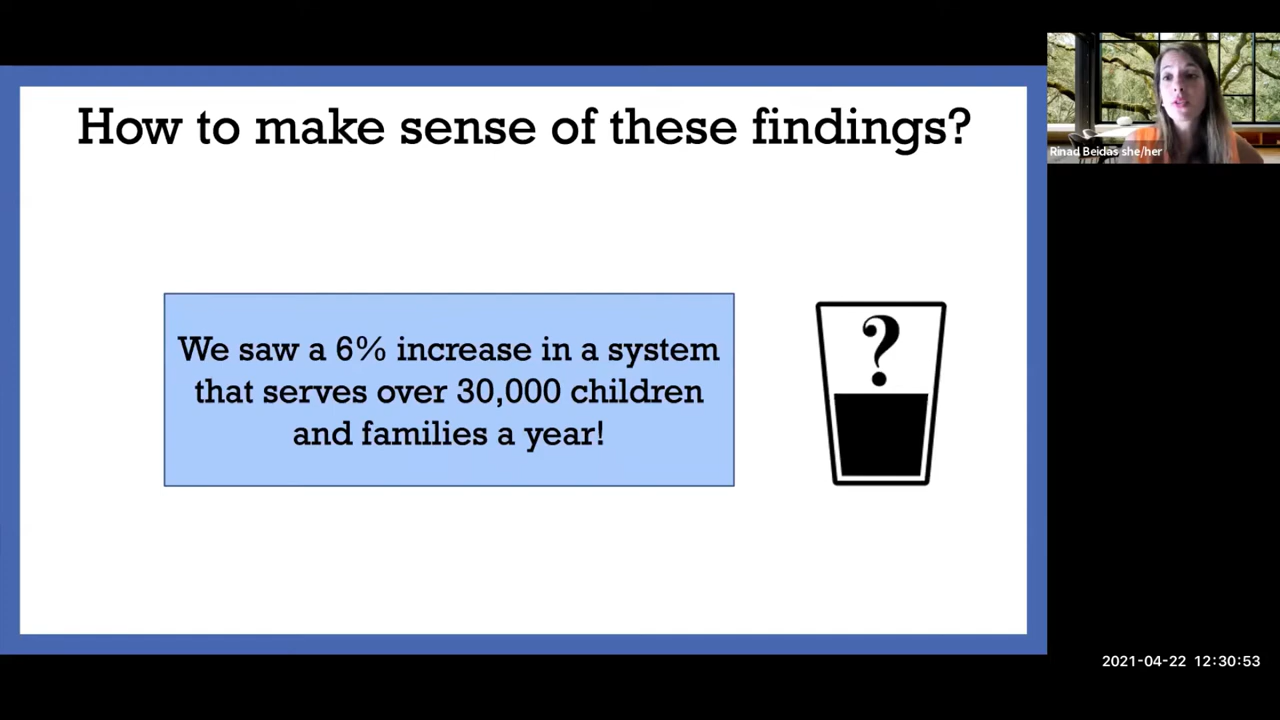 How to make sense of these findings?
We saw a 6% increase in a system
that serves over 30,000 children
and families a year!
?
Rinad Beidas she/her
2021-04-22 12:30:53